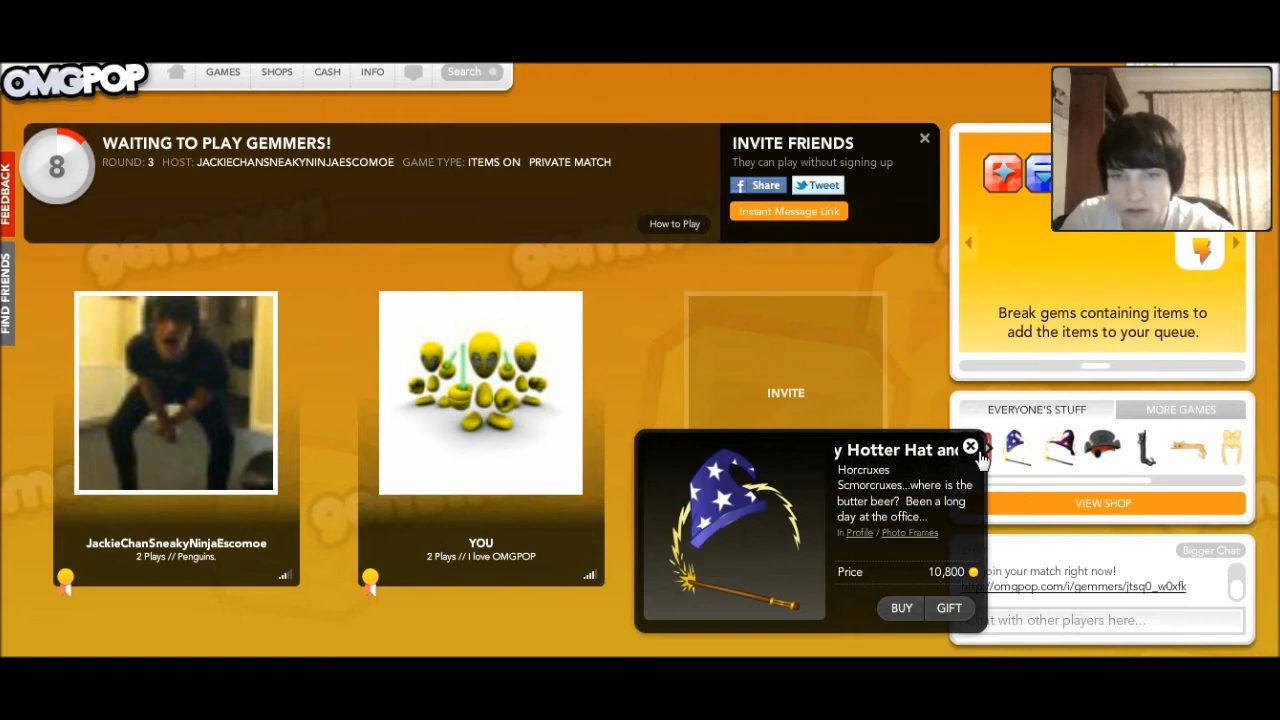 OMGPOP
GAMES SHOPS CASH INFO Search
FEEDBACK
FIND FRIENDS
8
WAITING TO PLAY GEMMERS!
ROUND: 3 HOST: JACKIECHANSNEAKYNINJAESCOMOE GAME TYPE: ITEMS ON PRIVATE MATCH
How to Play
INVITE FRIENDS
They can play without signing up
f Share Tweet
Instant Message Link
Break gems containing items to
add the items to your queue.
INVITE
EVERYONE'S STUFF MORE GAMES
VIEW SHOP
y Hotter Hat and
Horcruxes
Scmorcruxes...where is the
butter beer? Been a long
day at the office...
In Profile / Photo Frames
Price 10,800
BUY GIFT
JackieChanSneakyNinjaEscomoe
2 Plays // Penguins.
YOU
2 Plays // I love OMGPOP
Bigger Chat
join your match right now!
http://omgpop.com/i/gemmers/jtsq0_w0xfk
Chat with other players here...